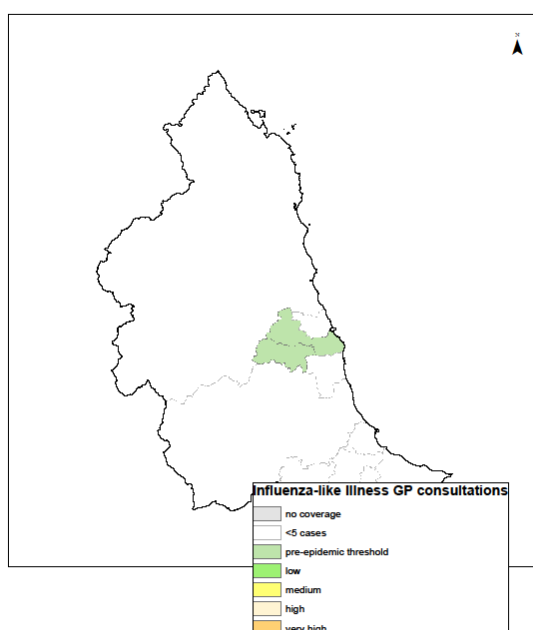 N
Influenza-like Illness GP consultations
no coverage
<5 cases
pre-epidemic threshold
low
medium
high
very high